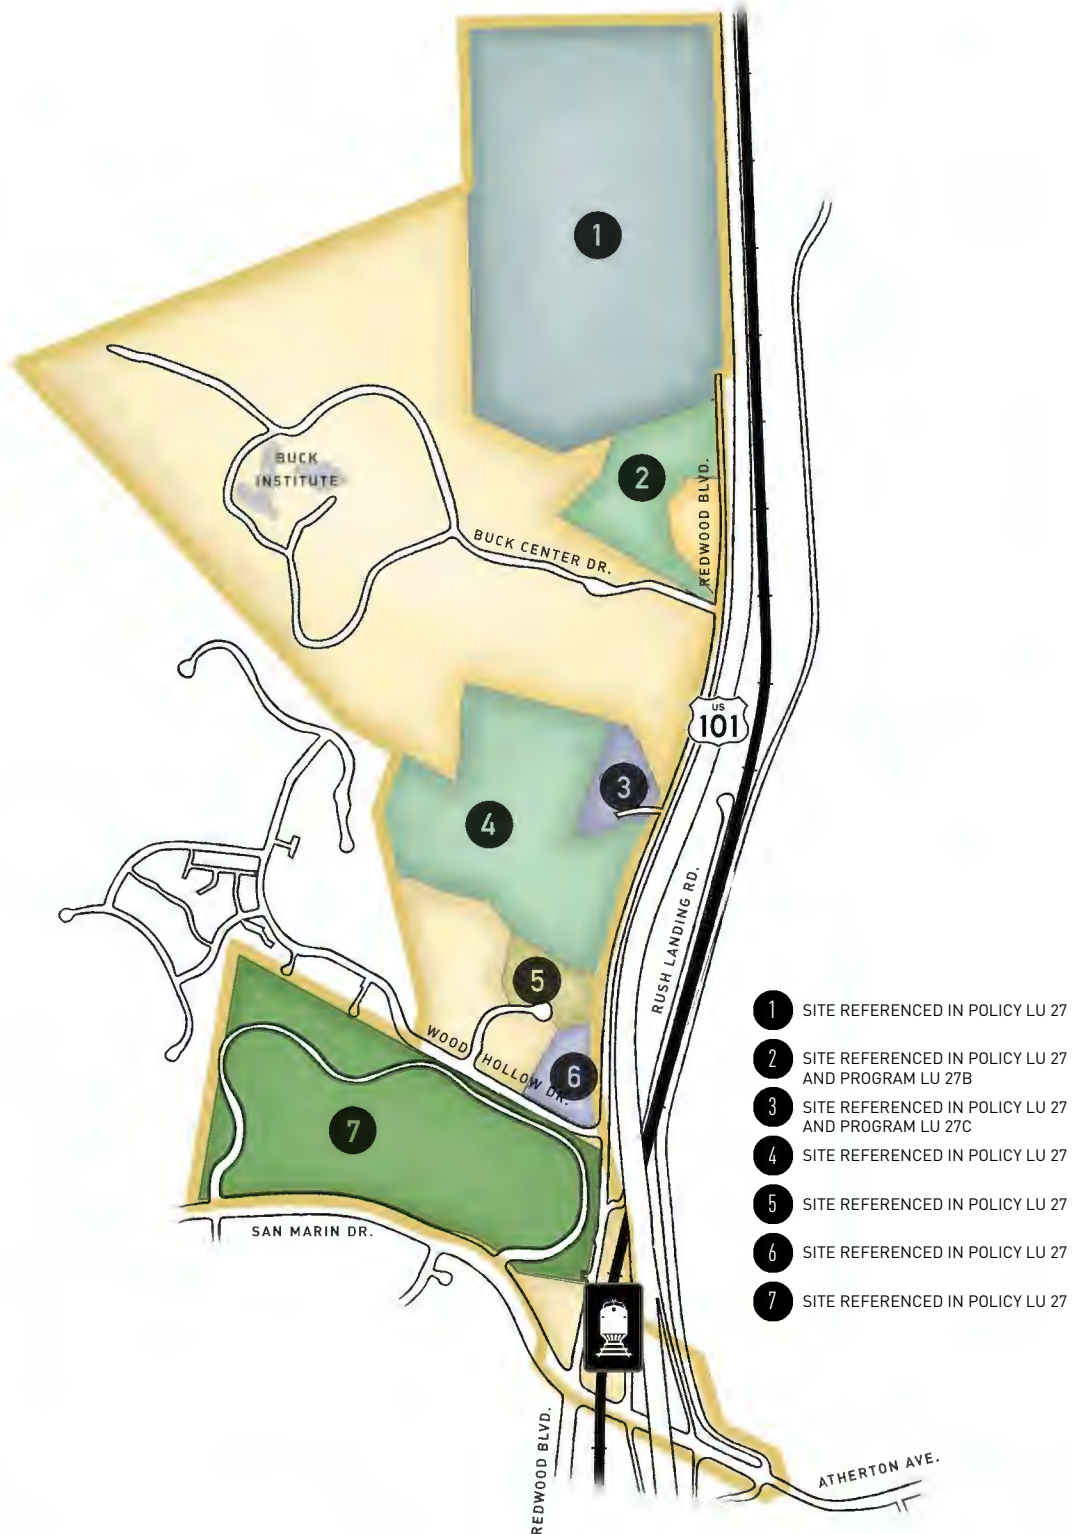 1
2
BUCK
INSTITUTE
REDWOOD BLVD.
BUCK CENTER DR.
US
101
3
4
RUSH LANDING RD.
5
WOOD HOLLOW DR.
6
7
SAN MARIN DR.
REDWOOD BLVD.
ATHERTON AVE.
1 SITE REFERENCED IN POLICY LU 27
2 SITE REFERENCED IN POLICY LU 27
AND PROGRAM LU 27B
3 SITE REFERENCED IN POLICY LU 27
AND PROGRAM LU 27C
4 SITE REFERENCED IN POLICY LU 27
5 SITE REFERENCED IN POLICY LU 27
6 SITE REFERENCED IN POLICY LU 27
7 SITE REFERENCED IN POLICY LU 27